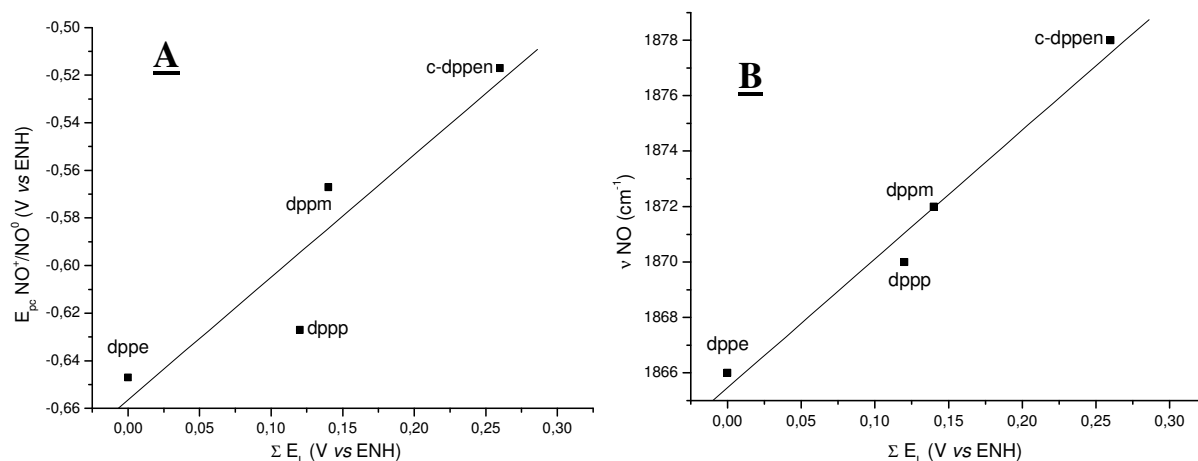 A
-0,50
-0,52
-0,54
-0,56
-0,58
-0,60
-0,62
-0,64
-0,66
E_pc NO⁺/NO⁰ (V vs ENH)
c-dppen
dppm
dppp
dppe
0,00 0,05 0,10 0,15 0,20 0,25 0,30
Σ E_L (V vs ENH)
B
1878
1876
1874
1872
1870
1868
1866
ν NO (cm⁻¹)
c-dppen
dppm
dppp
dppe
0,00 0,05 0,10 0,15 0,20 0,25 0,30
Σ E_L (V vs ENH)